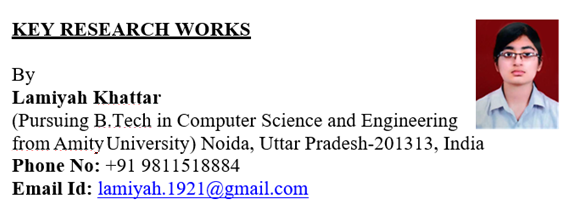 KEY RESEARCH WORKS
By
Lamiyah Khattar
(Pursuing B.Tech in Computer Science and Engineering
from Amity University) Noida, Uttar Pradesh-201313, India
Phone No: +91 9811518884
Email Id: lamiyah.1921@gmail.com